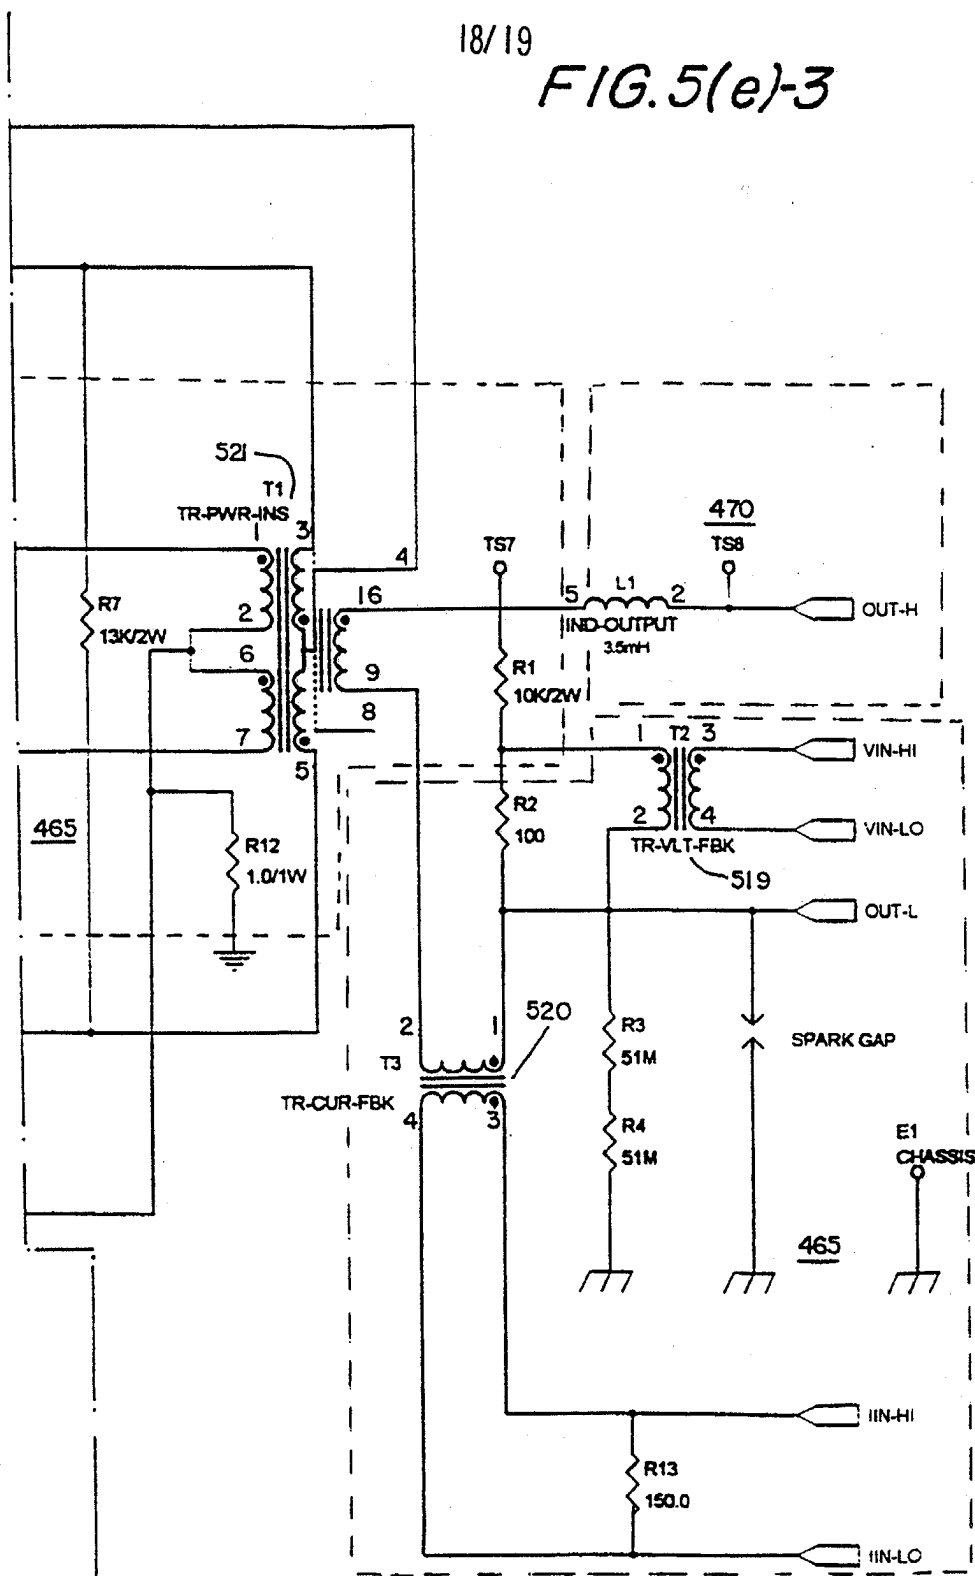 18/19
FIG. 5(e)-3
521
T1
TR-PWR-INS
1
3
4
470
TS7
TS8
16
5
L1
2
OUT-H
R7
13K/2W
2
IND-OUTPUT
3.5mH
6
9
R1
10K/2W
8
7
5
1
T2
3
VIN-HI
R2
100
2
4
VIN-LO
465
TR-VLT-FBK
R12
1.0/1W
519
OUT-L
2
1
520
T3
R3
51M
SPARK GAP
TR-CUR-FBK
4
3
R4
51M
E1
CHASSIS
465
IIN-HI
R13
150.0
IIN-LO